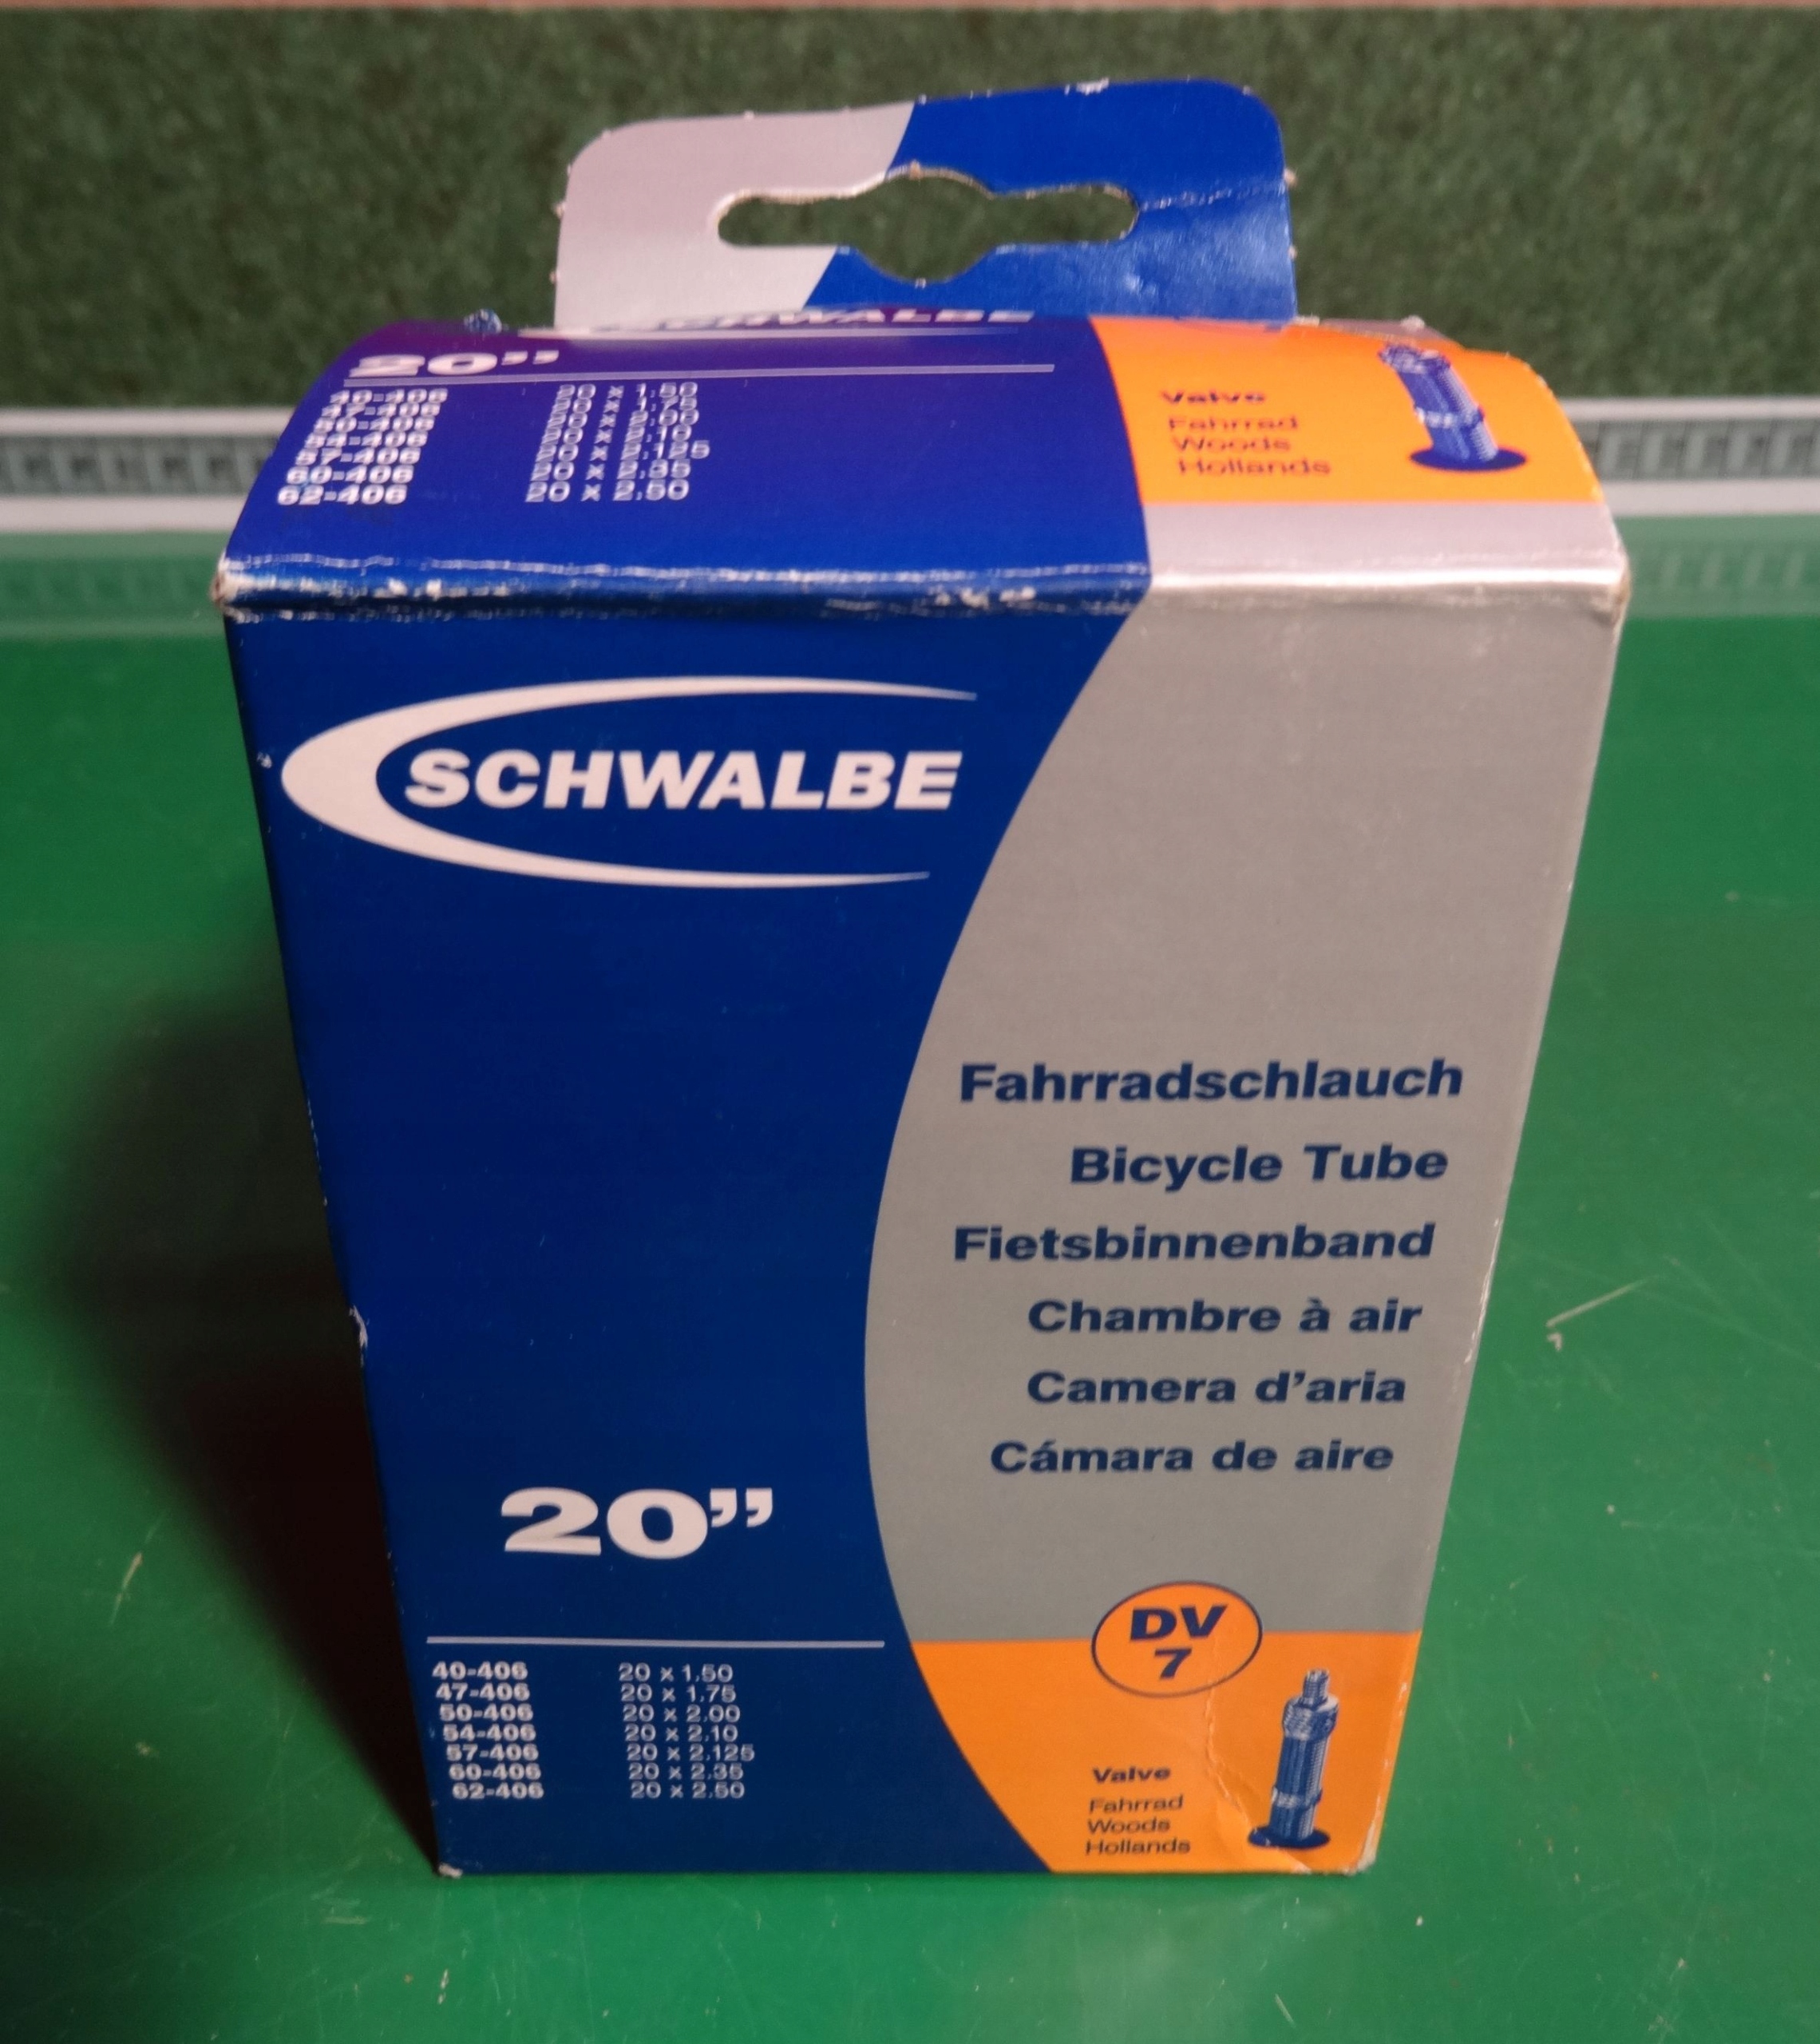 SCHWALBE
20”
40-406 20 x 1.50
47-406 20 x 1.75
50-406 20 x 2.00
54-406 20 x 2.10
57-406 20 x 2.125
60-406 20 x 2.35
62-406 20 x 2.50
Valve
Fahrrad
Woods
Hollands
SCHWALBE
Fahrradschlauch
Bicycle Tube
Fietsbinnenband
Chambre à air
Camera d’aria
Cámara de aire
20”
DV
7
40-406 20 x 1.50
47-406 20 x 1.75
50-406 20 x 2.00
54-406 20 x 2.10
57-406 20 x 2.125
60-406 20 x 2.35
62-406 20 x 2.50
Valve
Fahrrad
Woods
Hollands